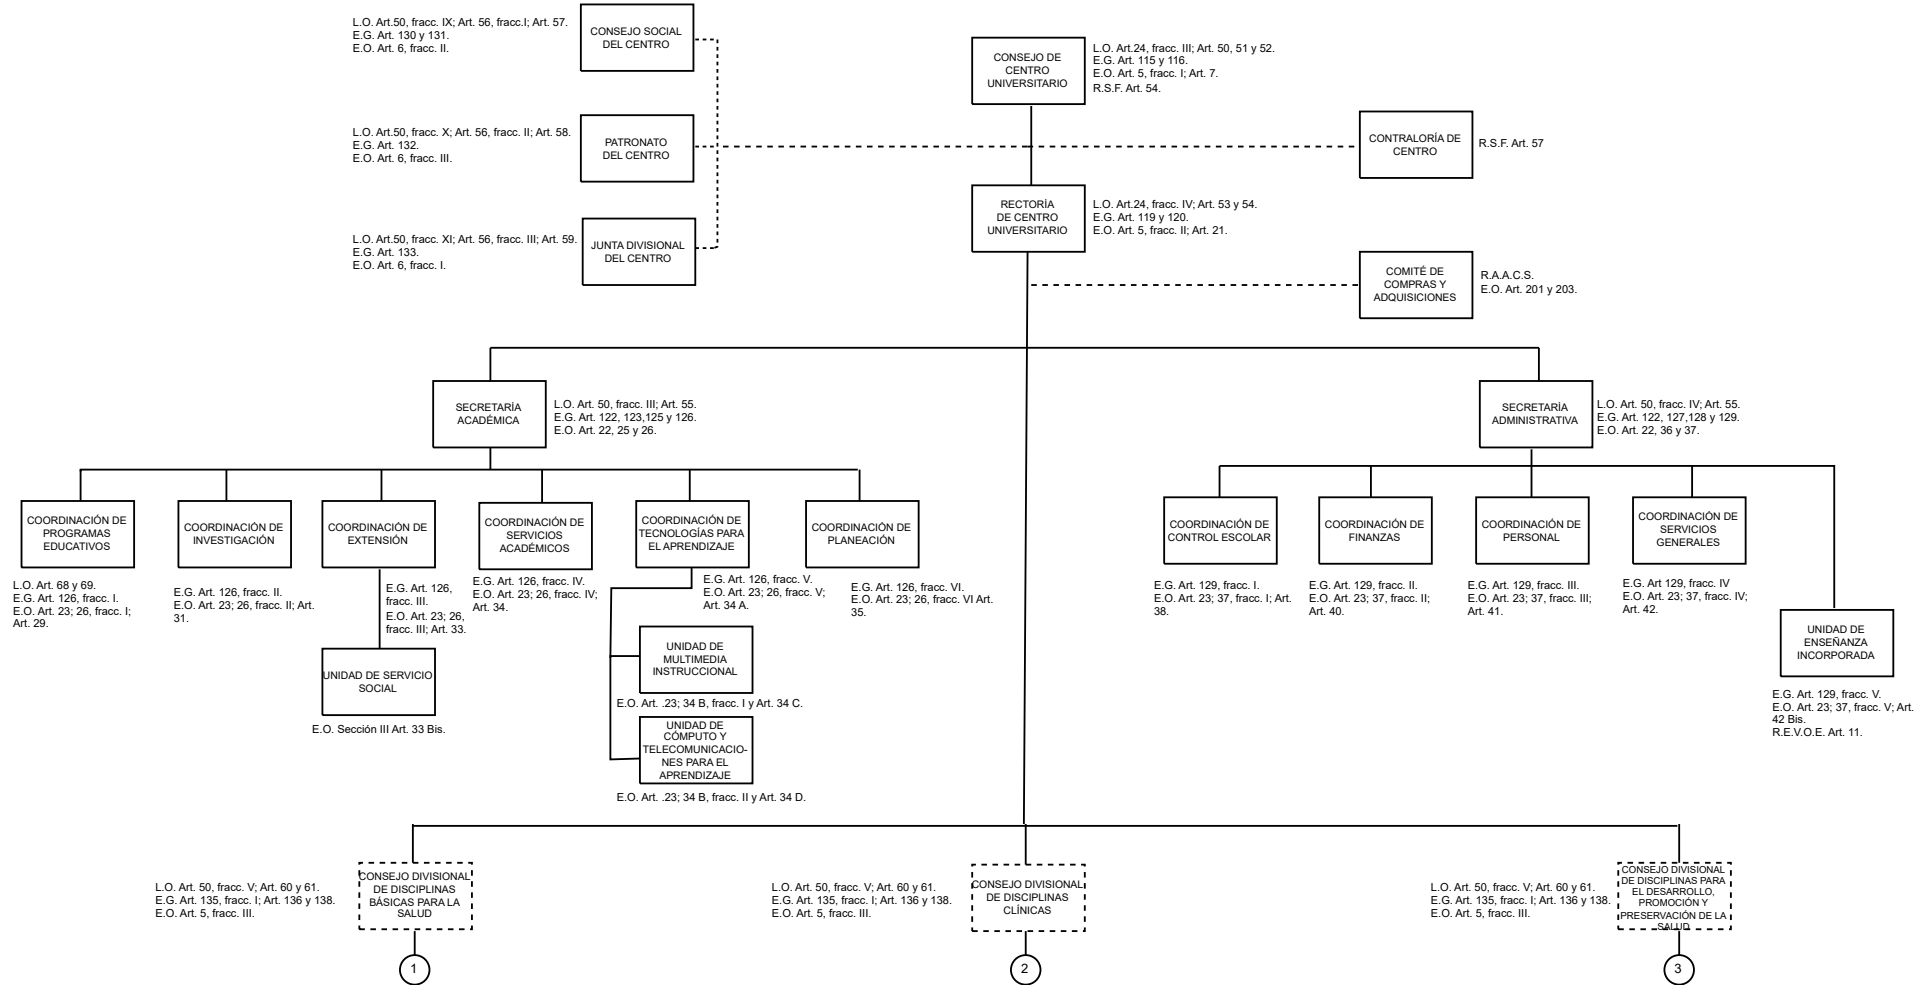 L.O. Art.50, fracc. IX; Art. 56, fracc.I; Art. 57.
E.G. Art. 130 y 131.
E.O. Art. 6, fracc. II.
CONSEJO SOCIAL
DEL CENTRO
CONSEJO DE
CENTRO
UNIVERSITARIO
L.O. Art.24, fracc. III; Art. 50, 51 y 52.
E.G. Art. 115 y 116.
E.O. Art. 5, fracc. I; Art. 7.
R.S.F. Art. 54.
L.O. Art.50, fracc. X; Art. 56, fracc. II; Art. 58.
E.G. Art. 132.
E.O. Art. 6, fracc. III.
PATRONATO
DEL CENTRO
CONTRALORÍA DE
CENTRO
R.S.F. Art. 57
RECTORÍA
DE CENTRO
UNIVERSITARIO
L.O. Art.24, fracc. IV; Art. 53 y 54.
E.G. Art. 119 y 120.
E.O. Art. 5, fracc. II; Art. 21.
L.O. Art.50, fracc. XI; Art. 56, fracc. III; Art. 59.
E.G. Art. 133.
E.O. Art. 6, fracc. I.
JUNTA DIVISIONAL
DEL CENTRO
COMITÉ DE
COMPRAS Y
ADQUISICIONES
R.A.A.C.S.
E.O. Art. 201 y 203.
SECRETARÍA
ACADÉMICA
L.O. Art. 50, fracc. III; Art. 55.
E.G. Art. 122, 123,125 y 126.
E.O. Art. 22, 25 y 26.
SECRETARÍA
ADMINISTRATIVA
L.O. Art. 50, fracc. IV; Art. 55.
E.G. Art. 122, 127,128 y 129.
E.O. Art. 22, 36 y 37.
COORDINACIÓN DE
PROGRAMAS
EDUCATIVOS
L.O. Art. 68 y 69.
E.G. Art. 126, fracc. I.
E.O. Art. 23; 26, fracc. I;
Art. 29.
COORDINACIÓN DE
INVESTIGACIÓN
E.G. Art. 126, fracc. II.
E.O. Art. 23; 26, fracc. II; Art.
31.
COORDINACIÓN DE
EXTENSIÓN
E.G. Art. 126,
fracc. III.
E.O. Art. 23; 26,
fracc. III; Art. 33.
UNIDAD DE SERVICIO
SOCIAL
E.O. Sección III Art. 33 Bis.
COORDINACIÓN DE
SERVICIOS
ACADÉMICOS
E.G. Art. 126, fracc. IV.
E.O. Art. 23; 26, fracc. IV;
Art. 34.
COORDINACIÓN DE
TECNOLOGÍAS PARA
EL APRENDIZAJE
E.G. Art. 126, fracc. V.
E.O. Art. 23; 26, fracc. V;
Art. 34 A.
UNIDAD DE
MULTIMEDIA
INSTRUCCIONAL
E.O. Art. .23; 34 B, fracc. I y Art. 34 C.
UNIDAD DE
CÓMPUTO Y
TELECOMUNICACIO-
NES PARA EL
APRENDIZAJE
E.O. Art. .23; 34 B, fracc. II y Art. 34 D.
COORDINACIÓN DE
PLANEACIÓN
E.G. Art. 126, fracc. VI.
E.O. Art. 23; 26, fracc. VI Art.
35.
COORDINACIÓN DE
CONTROL ESCOLAR
E.G. Art. 129, fracc. I.
E.O. Art. 23; 37, fracc. I; Art.
38.
COORDINACIÓN DE
FINANZAS
E.G. Art. 129, fracc. II.
E.O. Art. 23; 37, fracc. II;
Art. 40.
COORDINACIÓN DE
PERSONAL
E.G. Art. 129, fracc. III.
E.O. Art. 23; 37, fracc. III;
Art. 41.
COORDINACIÓN DE
SERVICIOS
GENERALES
E.G. Art 129, fracc. IV
E.O. Art. 23; 37, fracc. IV;
Art. 42.
UNIDAD DE
ENSEÑANZA
INCORPORADA
E.G. Art. 129, fracc. V.
E.O. Art. 23; 37, fracc. V; Art.
42 Bis.
R.E.V.O.E. Art. 11.
L.O. Art. 50, fracc. V; Art. 60 y 61.
E.G. Art. 135, fracc. I; Art. 136 y 138.
E.O. Art. 5, fracc. III.
CONSEJO DIVISIONAL
DE DISCIPLINAS
BÁSICAS PARA LA
SALUD
1
L.O. Art. 50, fracc. V; Art. 60 y 61.
E.G. Art. 135, fracc. I; Art. 136 y 138.
E.O. Art. 5, fracc. III.
CONSEJO DIVISIONAL
DE DISCIPLINAS
CLÍNICAS
2
L.O. Art. 50, fracc. V; Art. 60 y 61.
E.G. Art. 135, fracc. I; Art. 136 y 138.
E.O. Art. 5, fracc. III.
CONSEJO DIVISIONAL
DE DISCIPLINAS PARA
EL DESARROLLO,
PROMOCIÓN Y
PRESERVACIÓN DE LA
SALUD
3